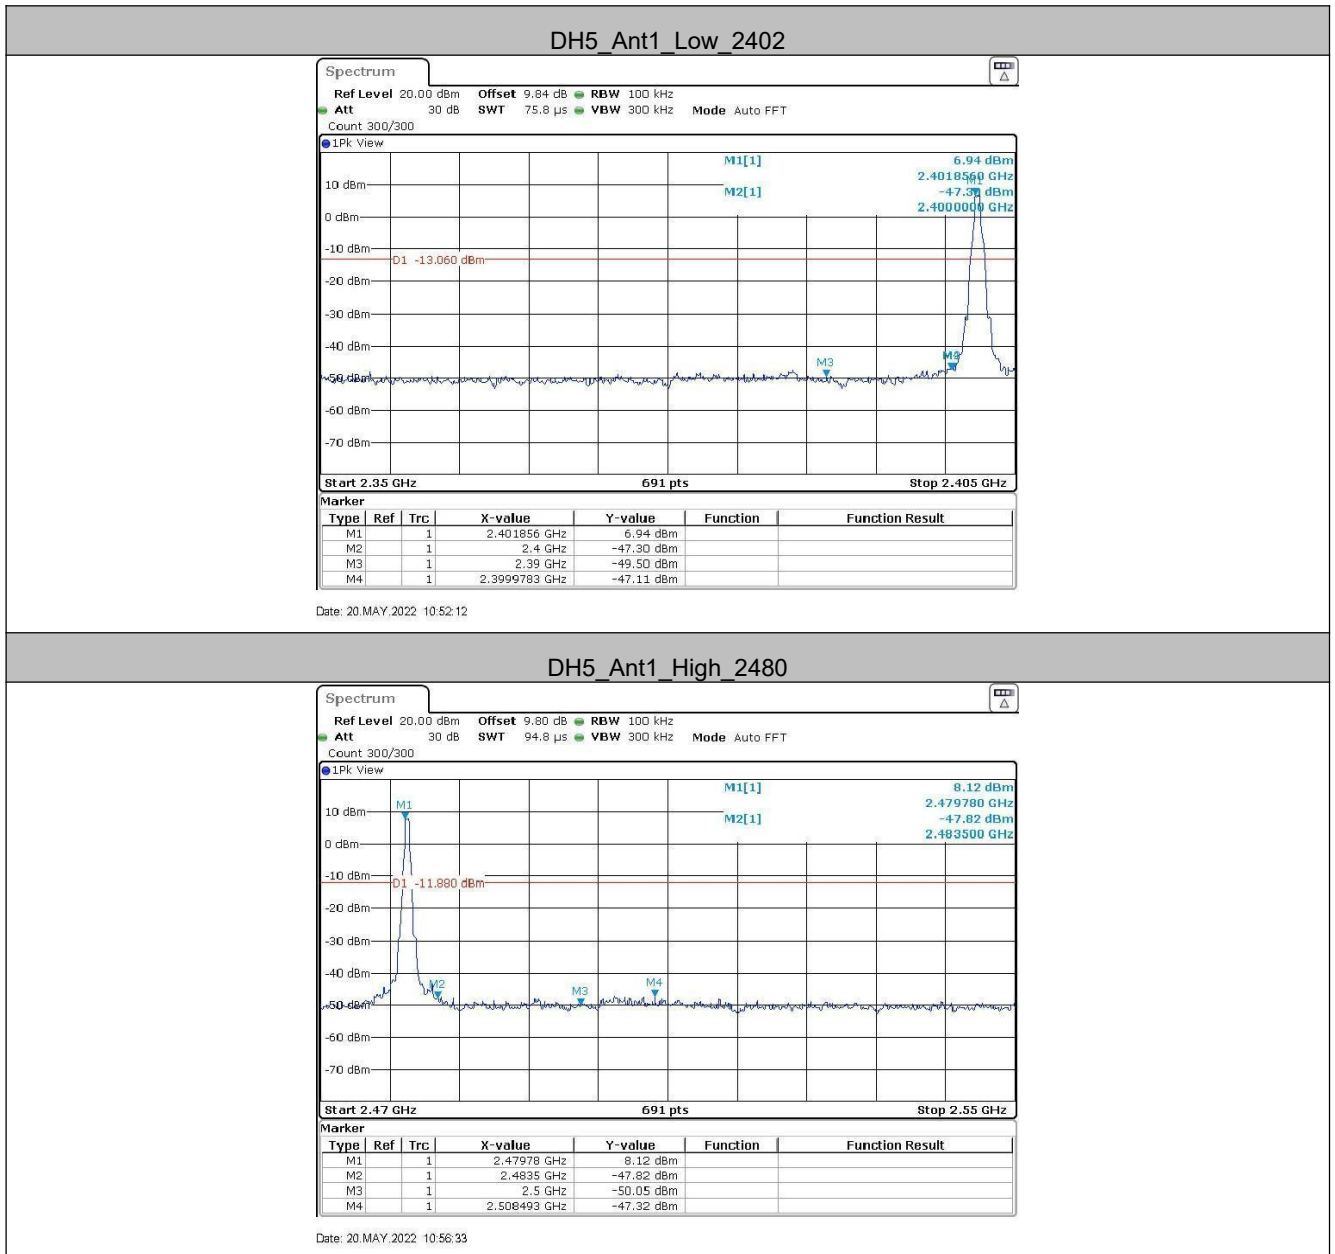 DH5_Ant1_Low_2402
Spectrum
Ref Level 20.00 dBm Offset 9.84 dB RBW 100 kHz
Att 30 dB SWT 75.8 µs VBW 300 kHz Mode Auto FFT
Count 300/300
1Pk View
M1[1] 6.94 dBm
2.4018560 GHz
M1
10 dBm
M2[1] -47.30 dBm
2.4000000 GHz
0 dBm
-10 dBm
D1 -13.060 dBm
-20 dBm
-30 dBm
-40 dBm
M3
-50 dBm
-60 dBm
-70 dBm
Start 2.35 GHz 691 pts Stop 2.405 GHz
Marker
Type Ref Trc X-value Y-value Function Function Result
M1 1 2.401856 GHz 6.94 dBm
M2 1 2.4 GHz -47.30 dBm
M3 1 2.39 GHz -49.50 dBm
M4 1 2.3999783 GHz -47.11 dBm
Date: 20.MAY.2022 10:52:12
DH5_Ant1_High_2480
Spectrum
Ref Level 20.00 dBm Offset 9.80 dB RBW 100 kHz
Att 30 dB SWT 94.8 µs VBW 300 kHz Mode Auto FFT
Count 300/300
1Pk View
M1[1] 8.12 dBm
2.479780 GHz
M1
10 dBm
M2[1] -47.82 dBm
2.483500 GHz
0 dBm
-10 dBm
D1 -11.880 dBm
-20 dBm
-30 dBm
-40 dBm
M2 M3 M4
-50 dBm
-60 dBm
-70 dBm
Start 2.47 GHz 691 pts Stop 2.55 GHz
Marker
Type Ref Trc X-value Y-value Function Function Result
M1 1 2.47978 GHz 8.12 dBm
M2 1 2.4835 GHz -47.82 dBm
M3 1 2.5 GHz -50.05 dBm
M4 1 2.508493 GHz -47.32 dBm
Date: 20.MAY.2022 10:56:33